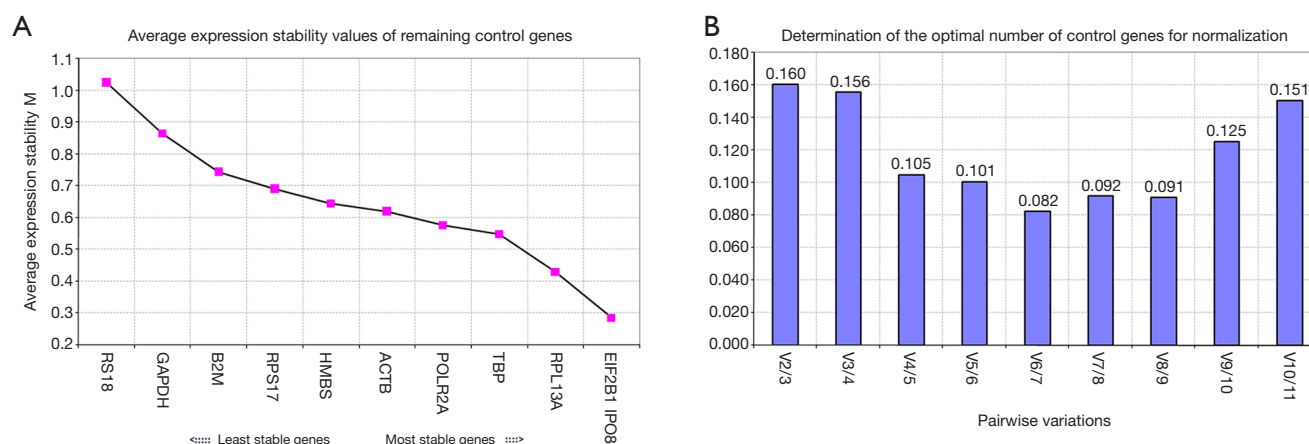 A
Average expression stability values of remaining control genes
Average expression stability M
1.1
1.0
0.9
0.8
0.7
0.6
0.5
0.4
0.3
0.2
RS18
GAPDH
B2M
RPS17
HMBS
ACTB
POLR2A
TBP
RPL13A
EIF2B1 IPO8
<::::: Least stable genes Most stable genes ::::>
B
Determination of the optimal number of control genes for normalization
0.180
0.160
0.140
0.120
0.100
0.080
0.060
0.040
0.020
0.000
0.160
0.156
0.105
0.101
0.082
0.092
0.091
0.125
0.151
V2/3
V3/4
V4/5
V5/6
V6/7
V7/8
V8/9
V9/10
V10/11
Pairwise variations